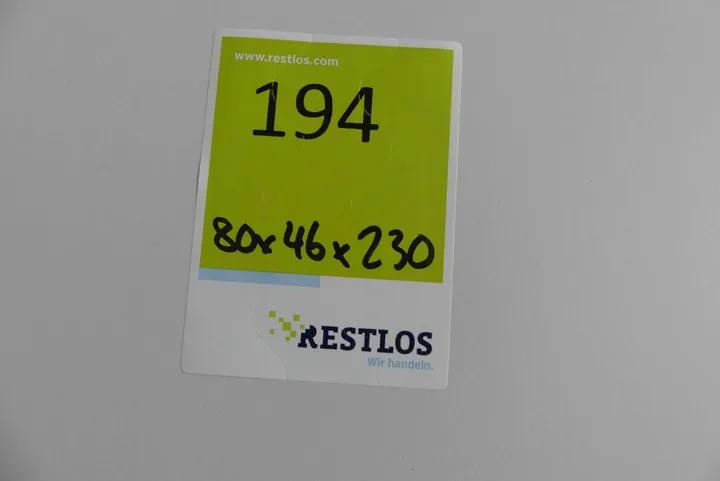 www.restlos.com
194
80x46x230
RESTLOS
Wir handeln.